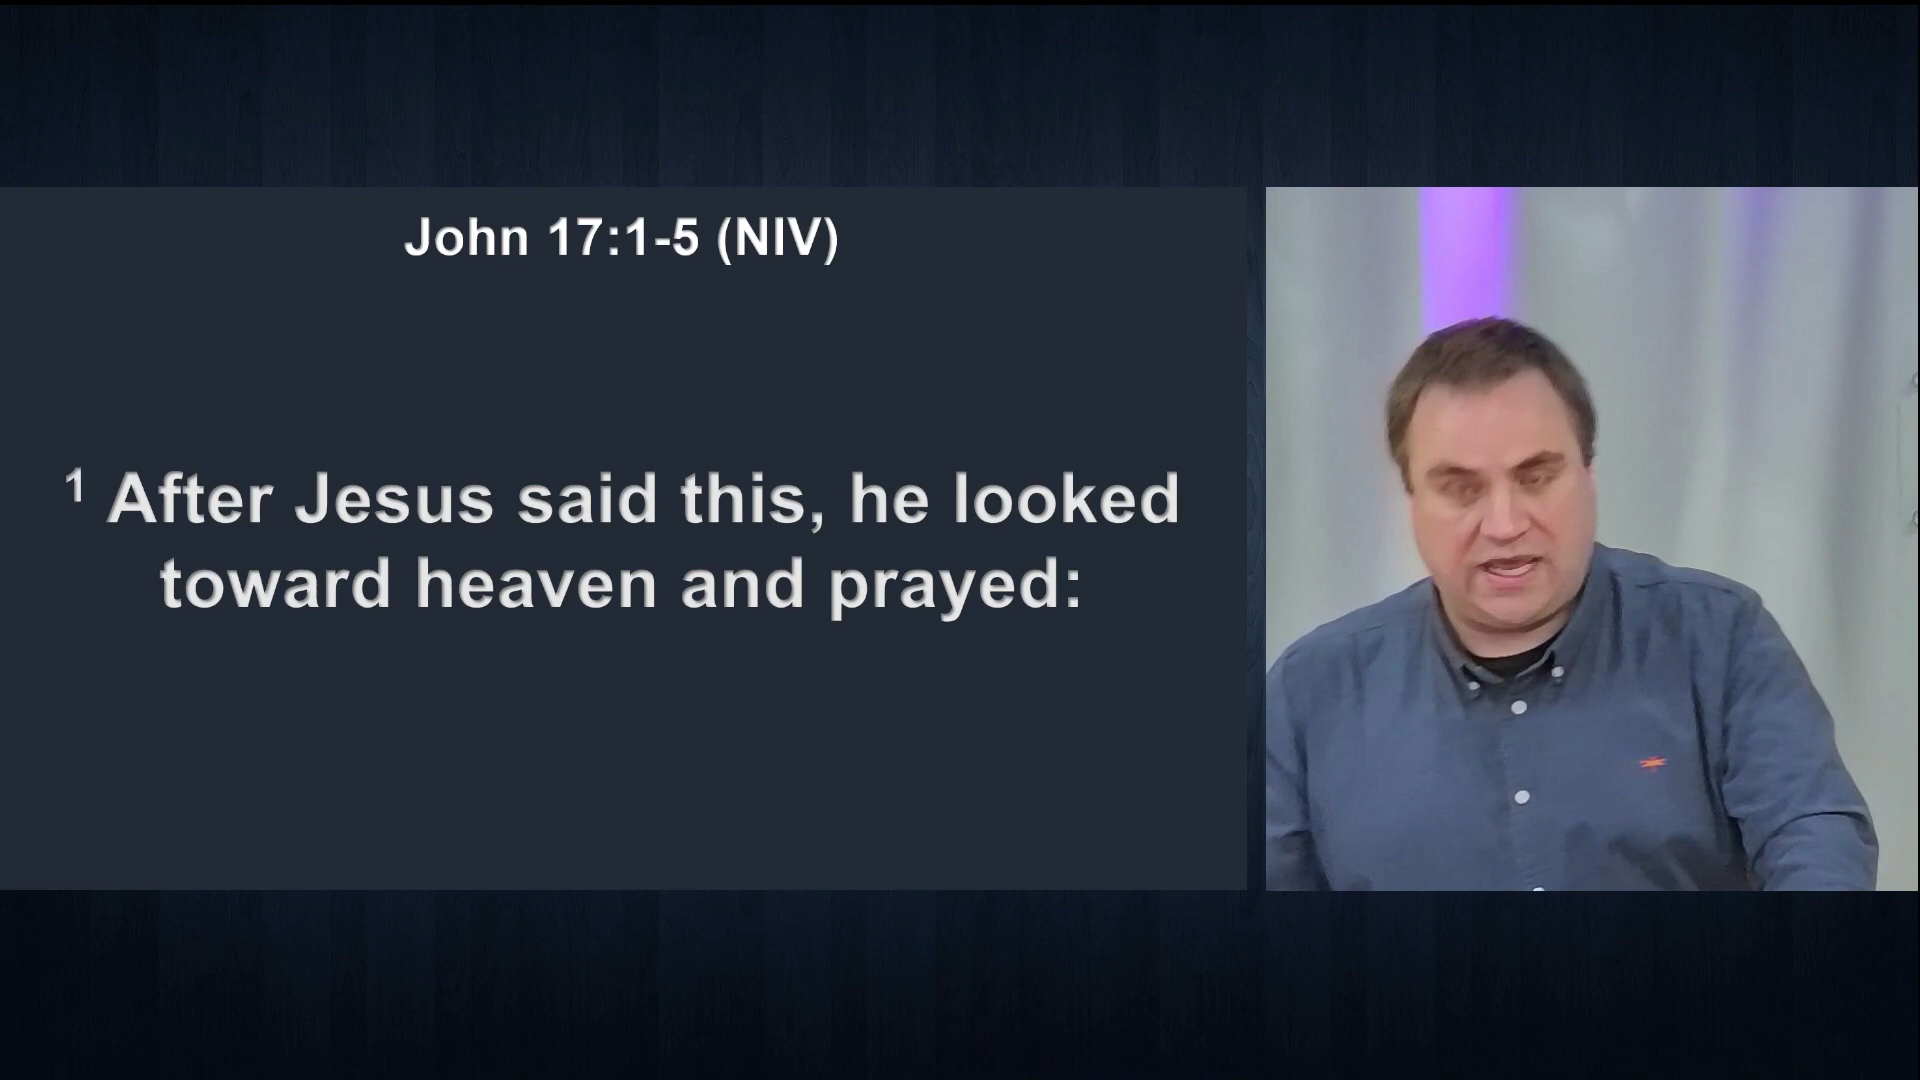 John 17:1-5 (NIV)
1 After Jesus said this, he looked
toward heaven and prayed: